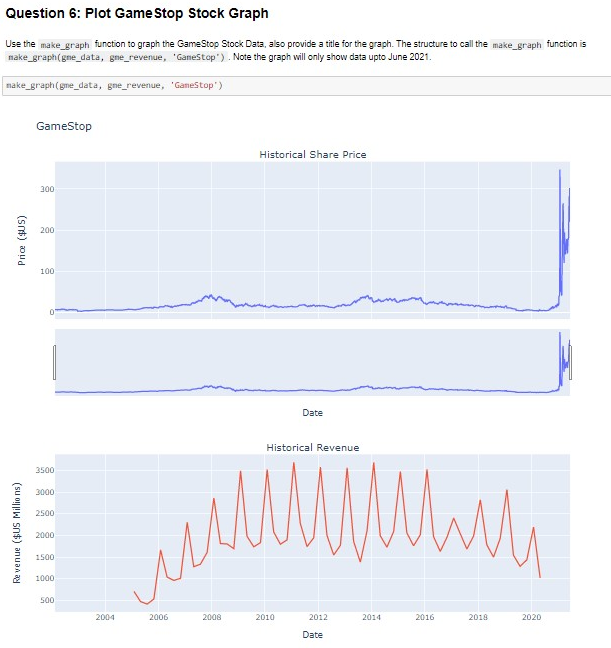 Question 6: Plot GameStop Stock Graph
Use the make_graph function to graph the GameStop Stock Data, also provide a title for the graph. The structure to call the make_graph function is
make_graph(gme_data, gme_revenue, 'GameStop') . Note the graph will only show data upto June 2021.
make_graph(gme_data, gme_revenue, 'GameStop')
GameStop
Historical Share Price
300
200
100
0
Price ($US)
Date
Historical Revenue
3500
3000
2500
2000
1500
1000
500
Revenue ($US Millions)
2004 2006 2008 2010 2012 2014 2016 2018 2020
Date